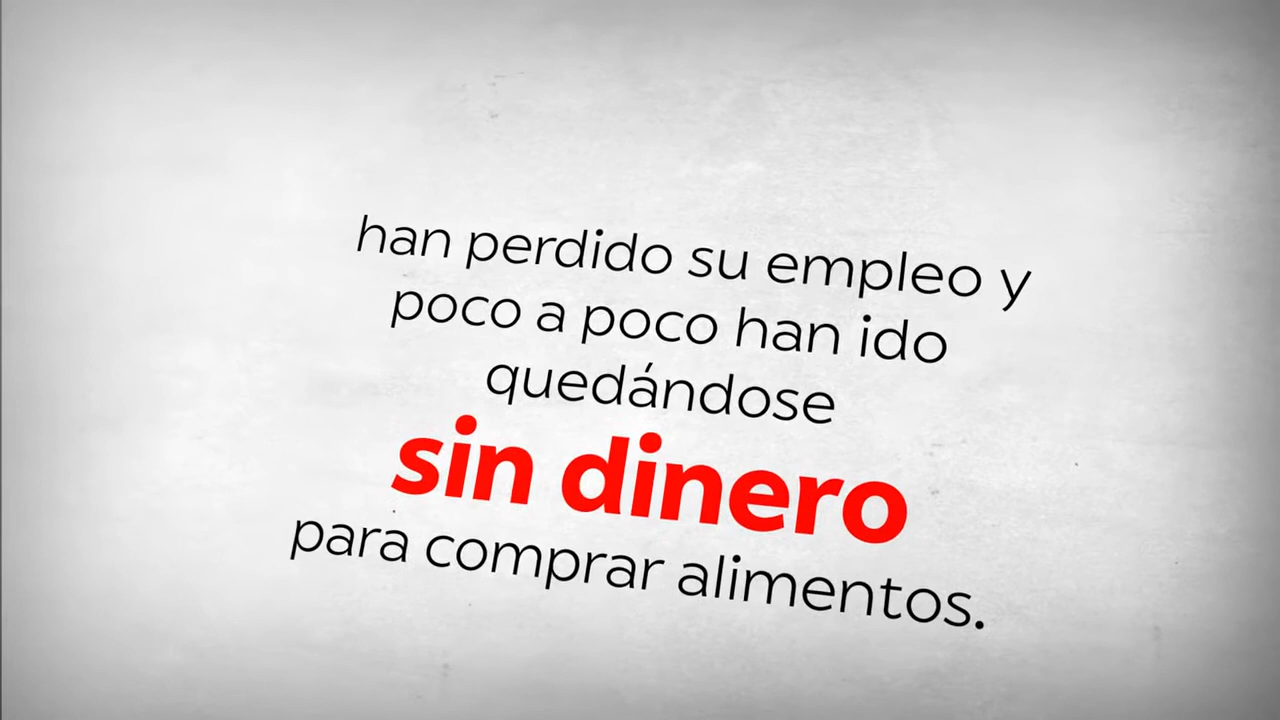 han perdido su empleo y
poco a poco han ido
quedándose
sin dinero
para comprar alimentos.